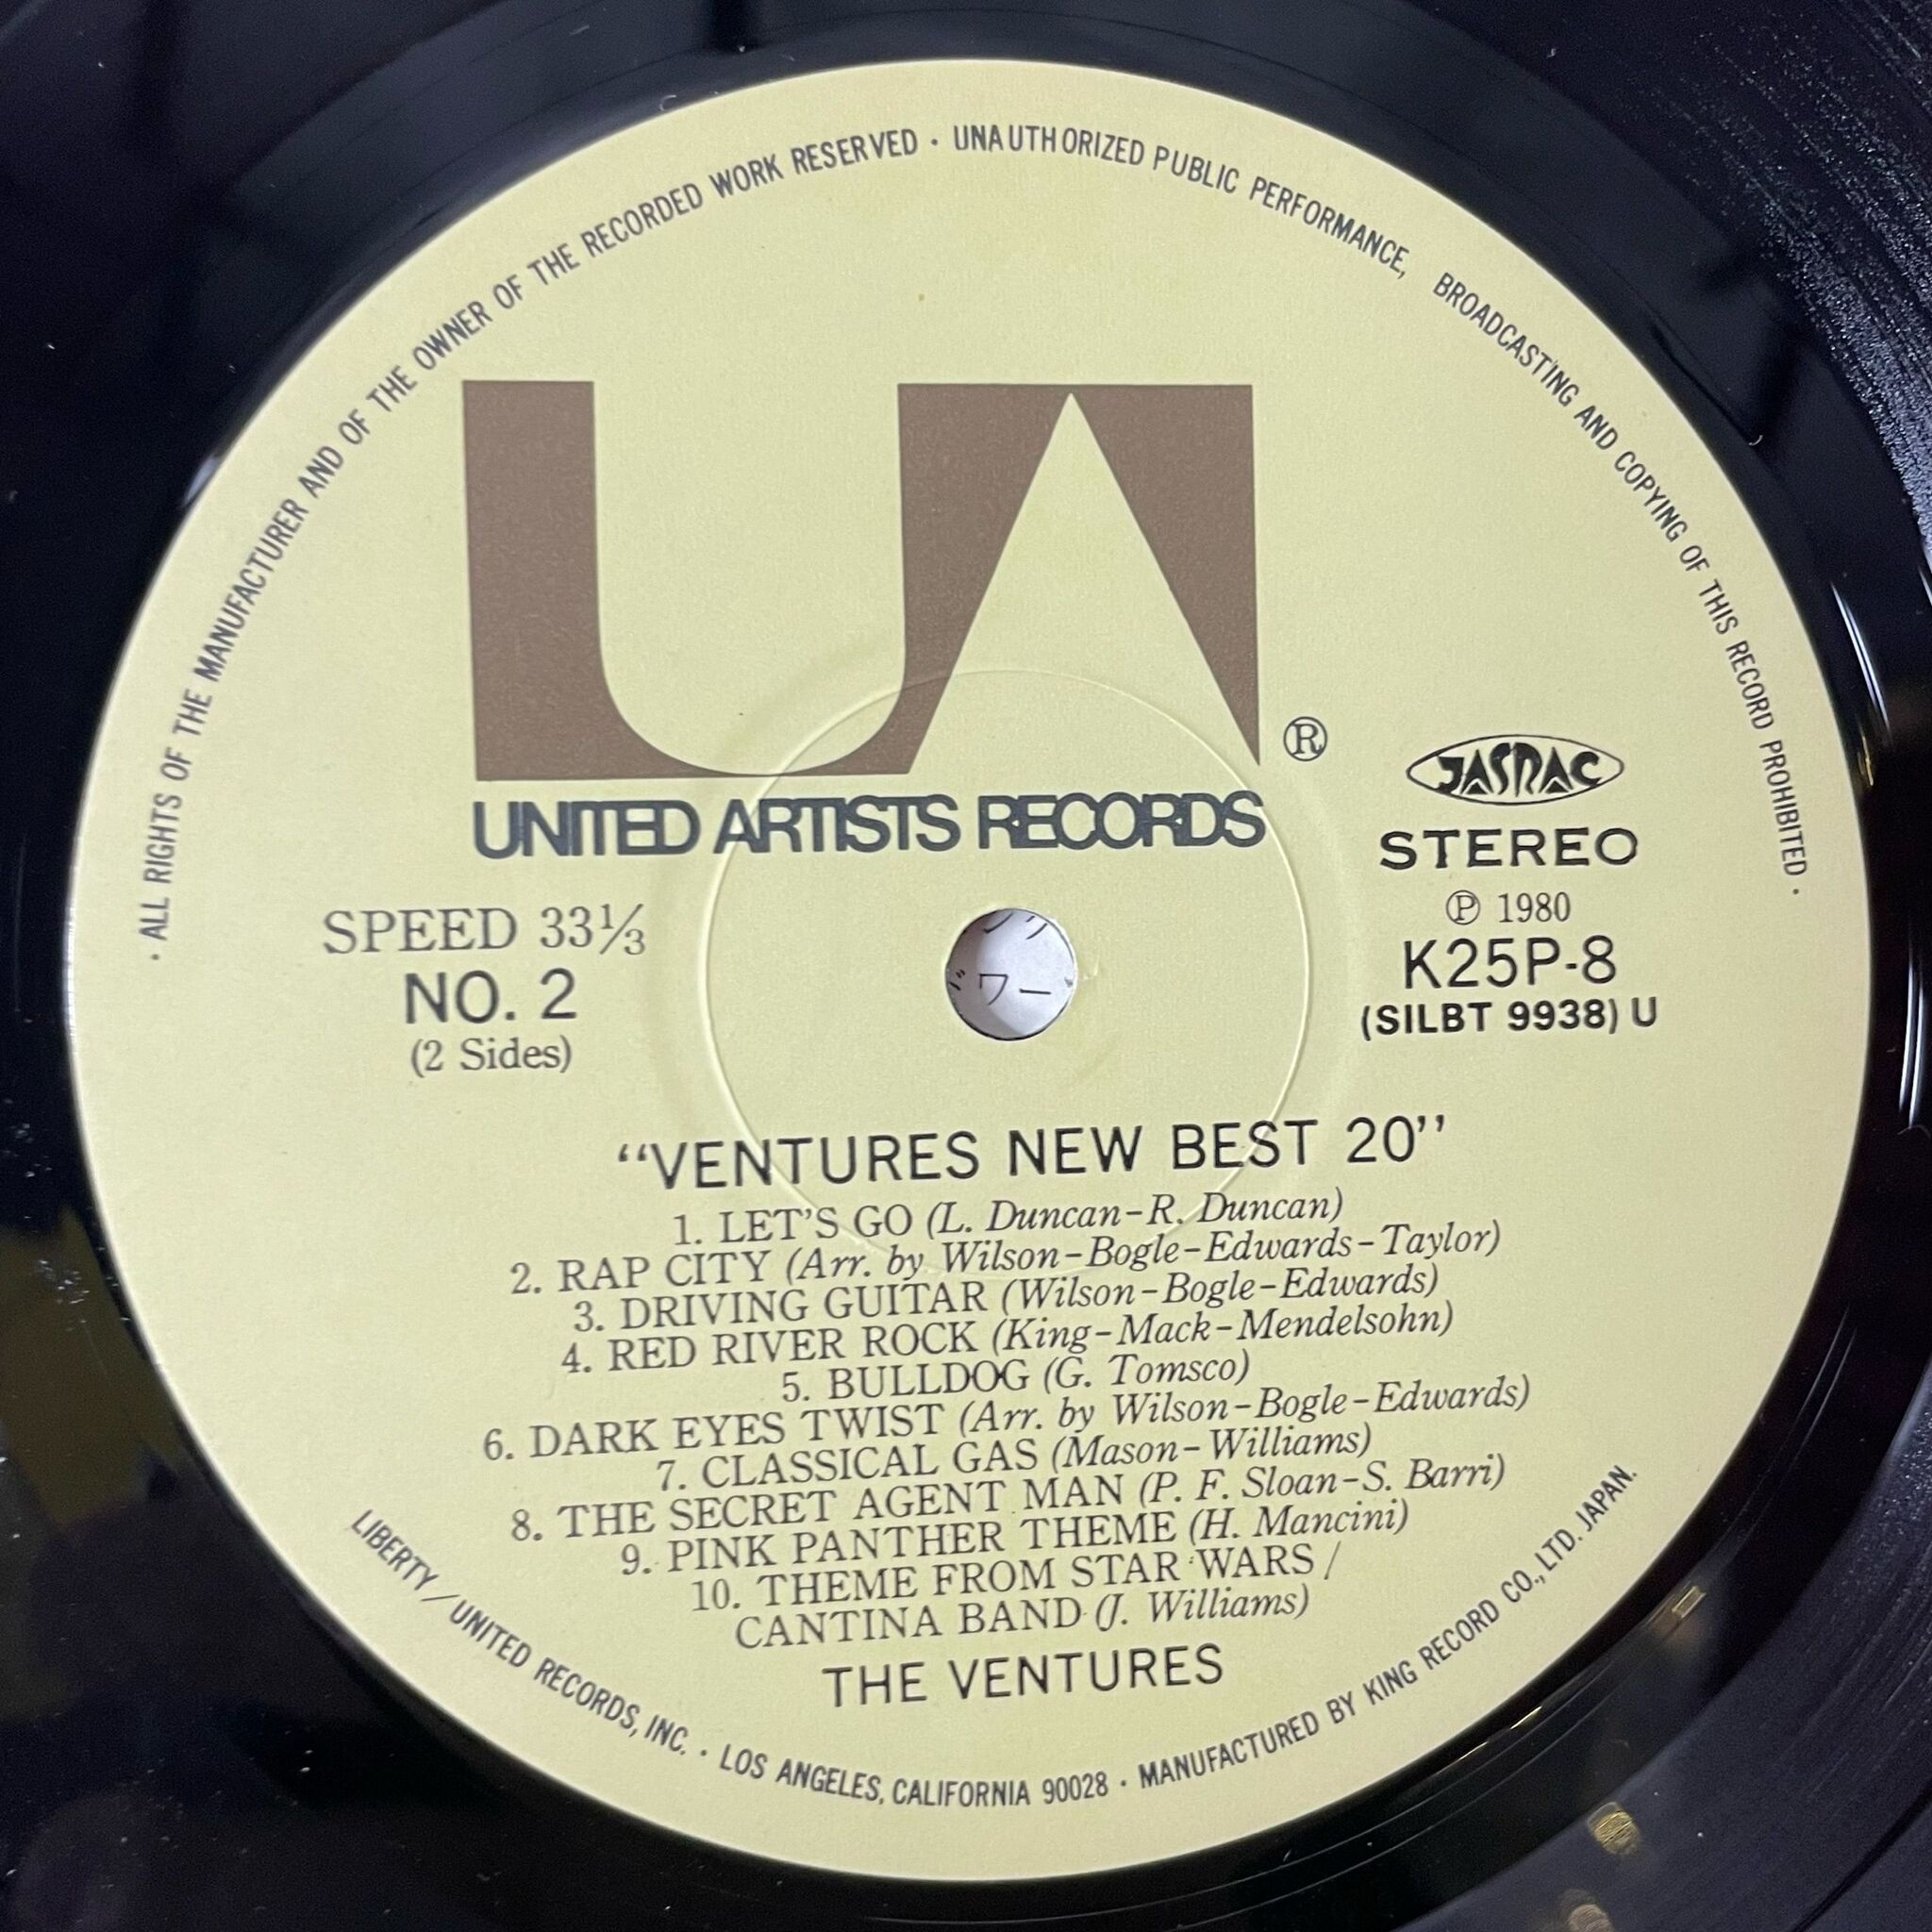 · ALL RIGHTS OF THE MANUFACTURER AND OF THE OWNER OF THE RECORDED WORK RESERVED · UNAUTHORIZED PUBLIC PERFORMANCE, BROADCASTING AND COPYING OF THIS RECORD PROHIBITED ·
UA
®
UNITED ARTISTS RECORDS
SPEED 33⅓
NO. 2
(2 Sides)
JASRAC
STEREO
Ⓟ 1980
K25P-8
(SILBT 9938) U
ワー
“VENTURES NEW BEST 20”
1. LET'S GO (L. Duncan-R. Duncan)
2. RAP CITY (Arr. by Wilson-Bogle-Edwards-Taylor)
3. DRIVING GUITAR (Wilson-Bogle-Edwards)
4. RED RIVER ROCK (King-Mack-Mendelsohn)
5. BULLDOG (G. Tomsco)
6. DARK EYES TWIST (Arr. by Wilson-Bogle-Edwards)
7. CLASSICAL GAS (Mason-Williams)
8. THE SECRET AGENT MAN (P. F. Sloan-S. Barri)
9. PINK PANTHER THEME (H. Mancini)
10. THEME FROM STAR WARS /
CANTINA BAND (J. Williams)
THE VENTURES
LIBERTY / UNITED RECORDS, INC. · LOS ANGELES, CALIFORNIA 90028 · MANUFACTURED BY KING RECORD CO., LTD. JAPAN.